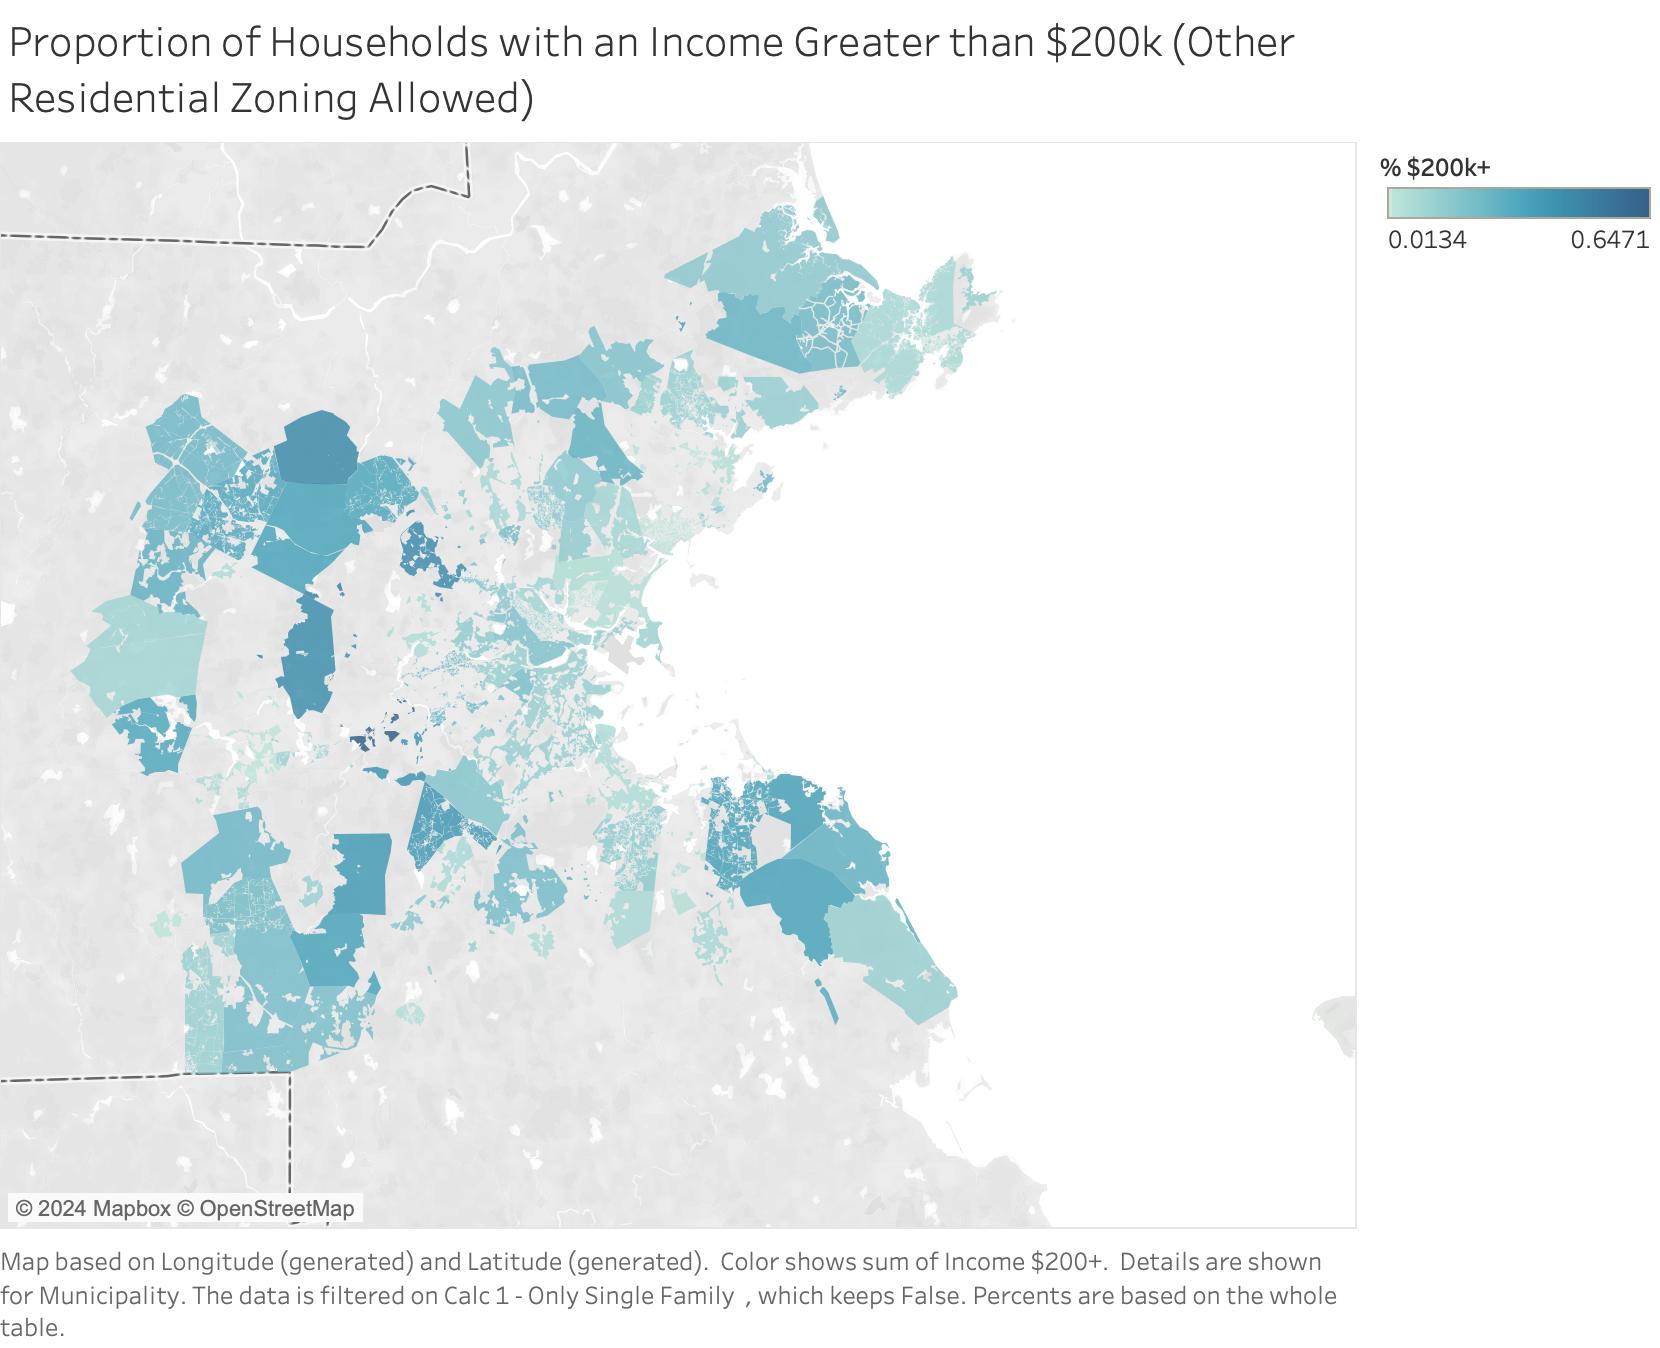 Proportion of Households with an Income Greater than $200k (Other
Residential Zoning Allowed)
% $200k+
0.0134 0.6471
© 2024 Mapbox © OpenStreetMap
Map based on Longitude (generated) and Latitude (generated).  Color shows sum of Income $200+.  Details are shown
for Municipality. The data is filtered on Calc 1 - Only Single Family  , which keeps False. Percents are based on the whole
table.